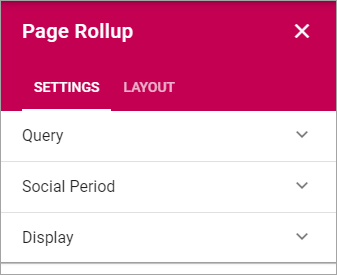 Page Rollup
SETTINGS LAYOUT
Query
Social Period
Display